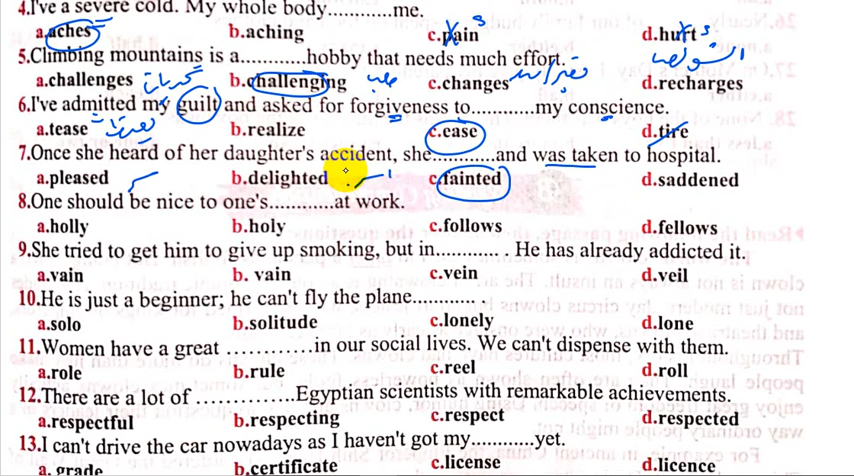 4.I've a severe cold. My whole body..........me.
a.aches b.aching c.pain s d.hurt s
5.Climbing mountains is a..........hobby that needs much effort.
a.challenges b.challenging c.changes d.recharges
6.I've admitted my guilt and asked for forgiveness to..........my conscience.
a.tease b.realize c.ease d.tire
7.Once she heard of her daughter's accident, she..........and was taken to hospital.
a.pleased b.delighted c.fainted d.saddened
8.One should be nice to one's..........at work.
a.holly b.holy c.follows d.fellows
9.She tried to get him to give up smoking, but in.......... He has already addicted it.
a.vain b. vain c.vein d.veil
10.He is just a beginner; he can't fly the plane..........
a.solo b.solitude c.lonely d.lone
11.Women have a great ..........in our social lives. We can't dispense with them.
a.role b.rule c.reel d.roll
12.There are a lot of ..........Egyptian scientists with remarkable achievements.
a.respectful b.respecting c.respect d.respected
13.I can't drive the car nowadays as I haven't got my..........yet.
a.grade b.certificate c.license d.licence